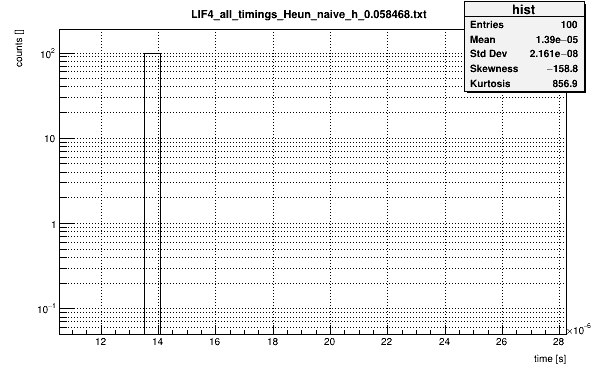 LIF4_all_timings_Heun_naive_h_0.058468.txt
hist
Entries 100
Mean 1.39e−05
Std Dev 2.161e−08
Skewness −158.8
Kurtosis 856.9
counts []
10²
10
1
10⁻¹
12 14 16 18 20 22 24 26 28
×10⁻⁶
time [s]